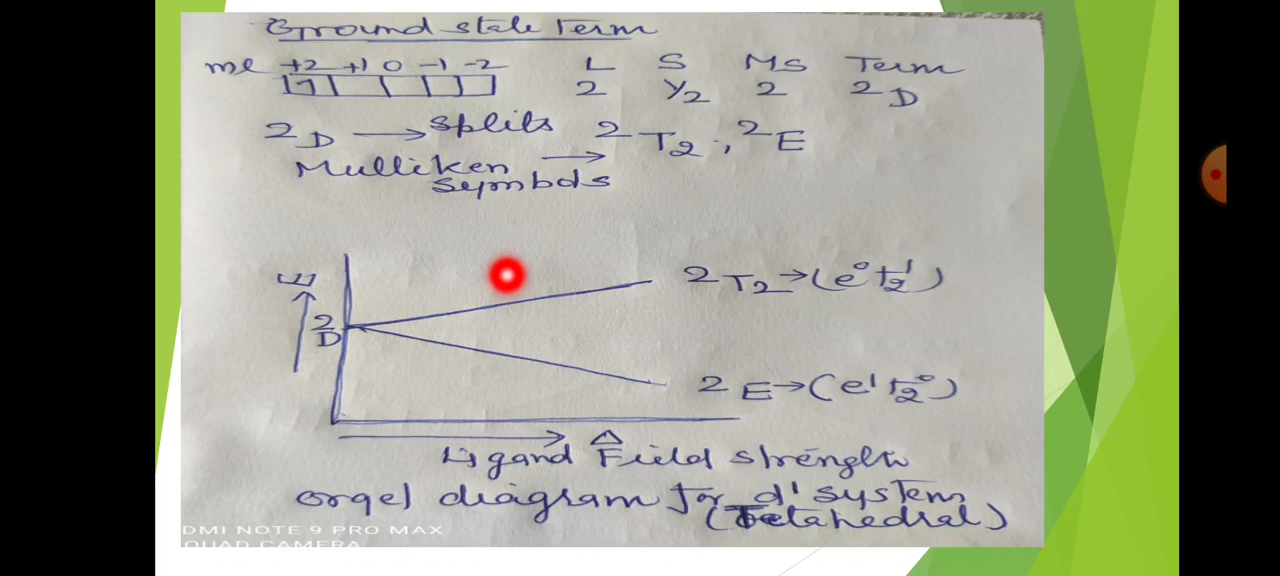 Ground state Term
ml +2 +1 0 -1 -2 L S Ms Term
1 2 1/2 2 2D
2D → splits 2T2, 2E
Mulliken →
symbols
E
2T2 → (e⁰ t2¹)
2D
2E → (e¹ t2⁰)
Ligand Field strength
Δ
orgel diagram for d¹ system
(Tetahedral)
DMI NOTE 9 PRO MAX
QUAD CAMERA